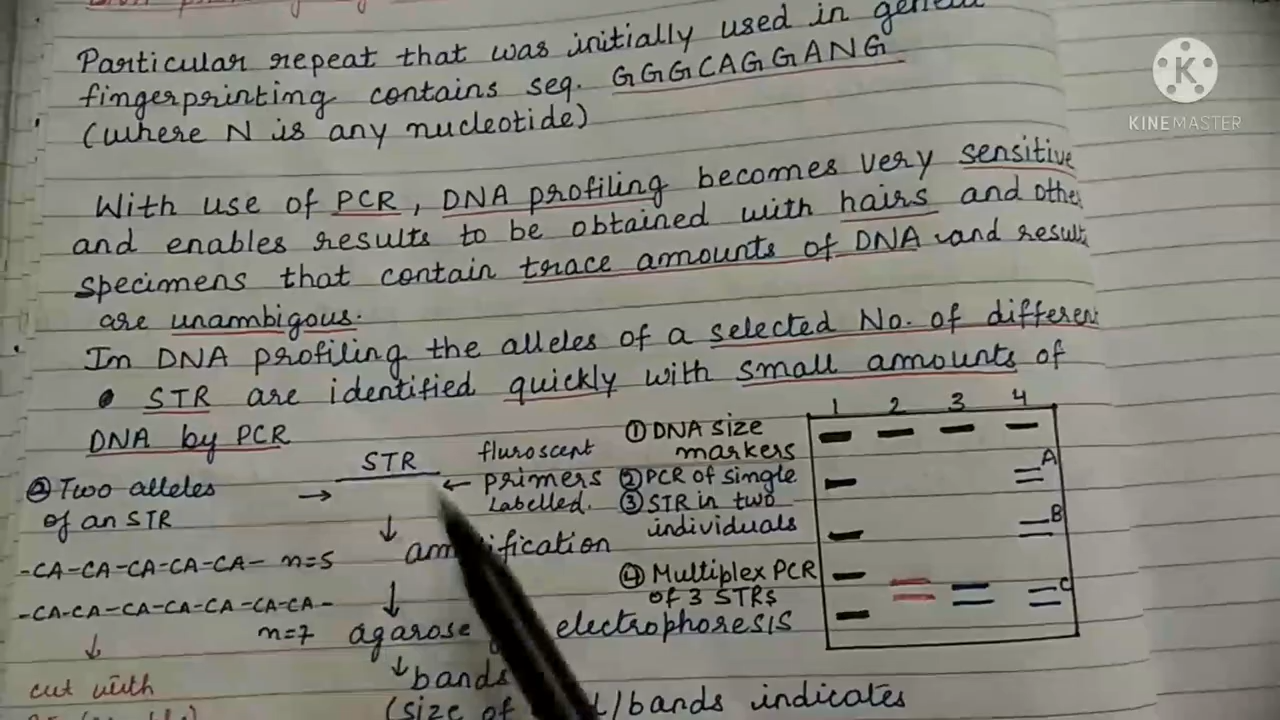 Particular repeat that was initially used in
fingerprinting contains seq. GGGCAGGANG
(where N is any nucleotide)
K
KINEMASTER
With use of PCR, DNA profiling becomes very sensitive
and enables results to be obtained with hairs and othe
specimens that contain trace amounts of DNA and result
are unambigous.
In DNA profiling the alleles of a selected No. of different
STR are identified quickly with small amounts of
DNA by PCR
ⓐ Two alleles
of an STR
-CA-CA-CA-CA-CA- n=5
-CA-CA-CA-CA-CA-CA-CA-
n=7
cut with
STR
→ ← fluroscent
primers
labelled.
↓
amplification
↓
agarose electrophoresis
↓ bands
(size of /bands indicates
① DNA size
markers
② PCR of single
③ STR in two
individuals
④ Multiplex PCR
of 3 STRs
1 2 3 4
A
B
C